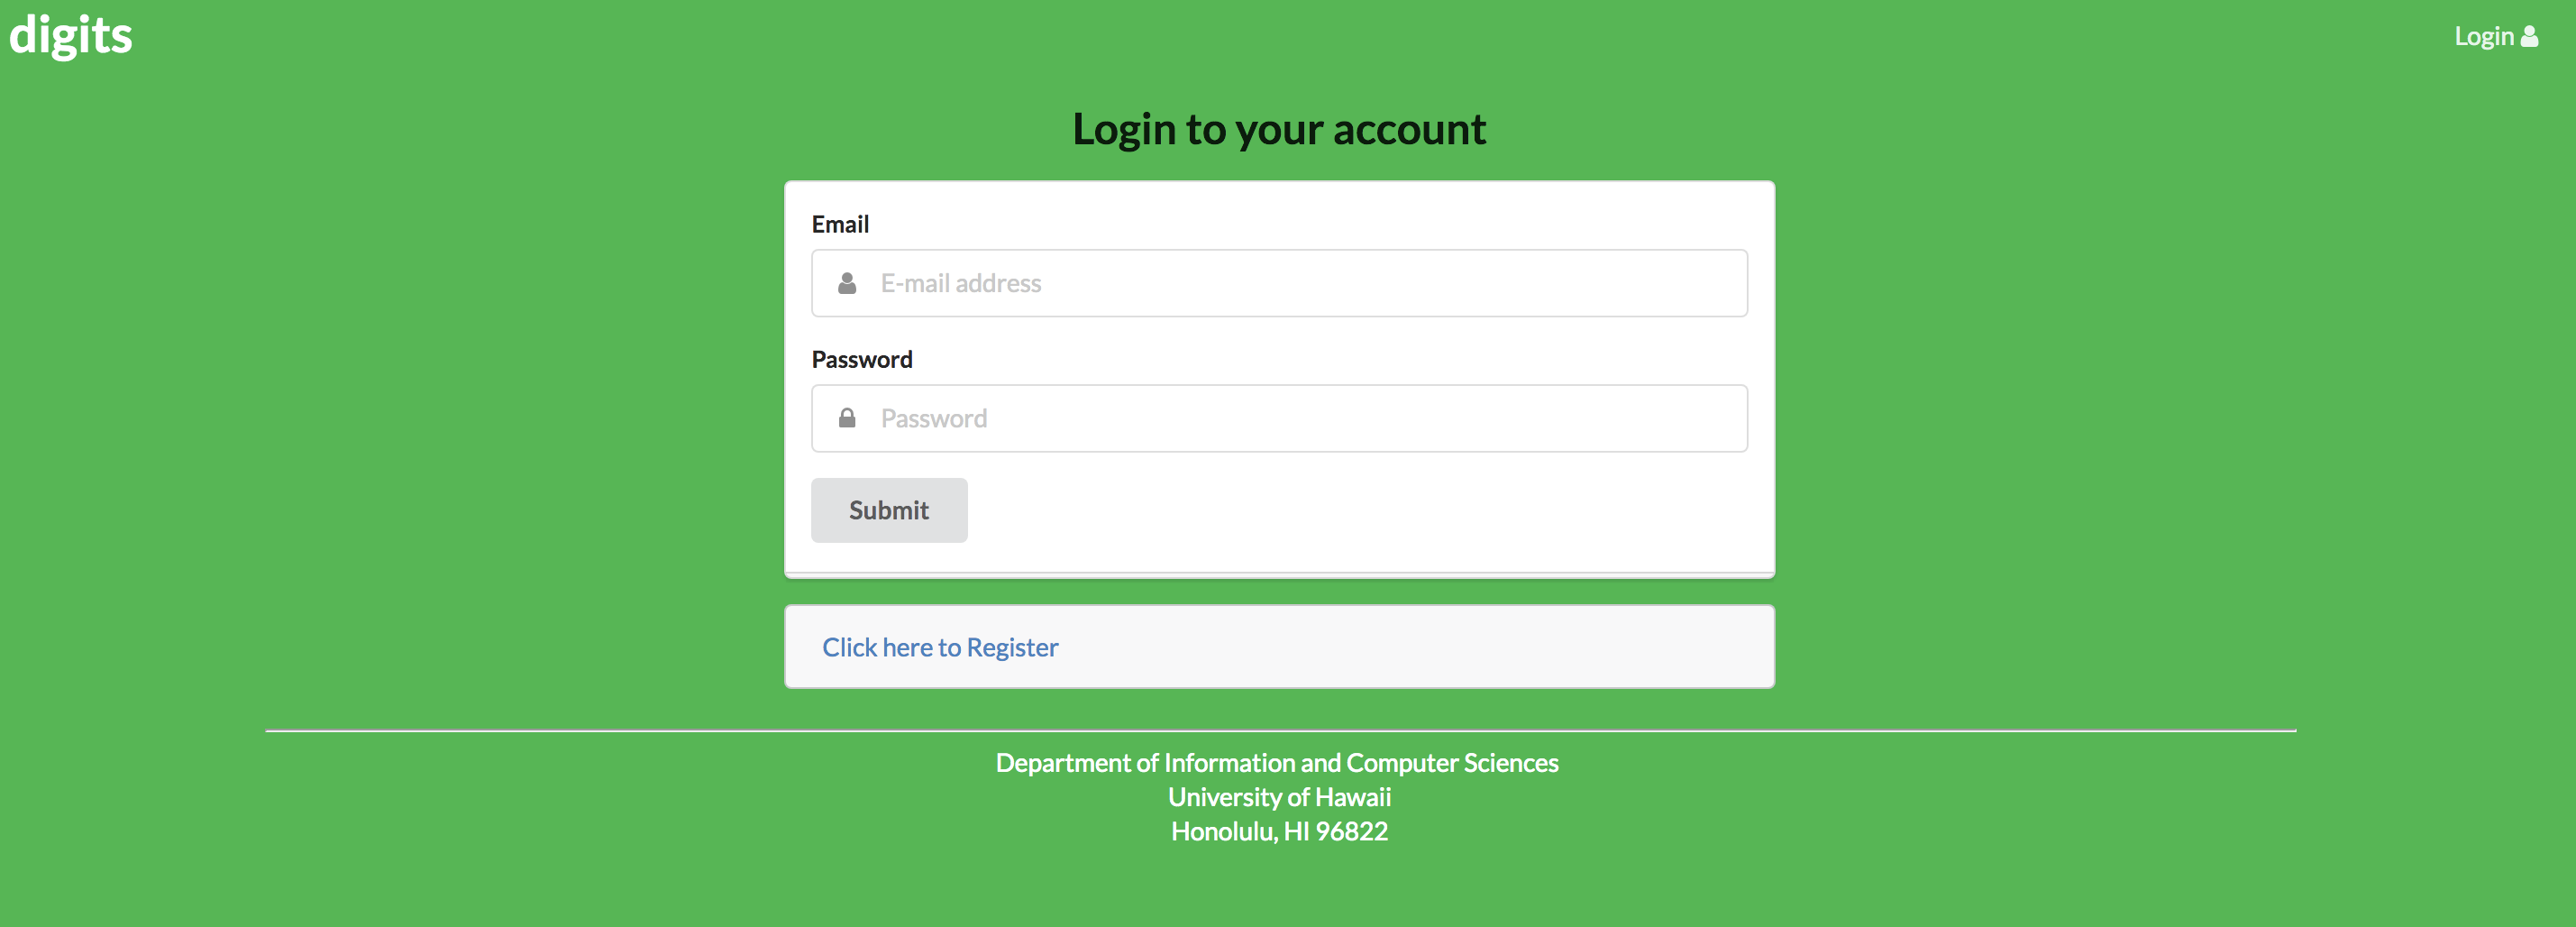 digits
Login
Login to your account
Email
E-mail address
Password
Password
Submit
Click here to Register
Department of Information and Computer Sciences
University of Hawaii
Honolulu, HI 96822